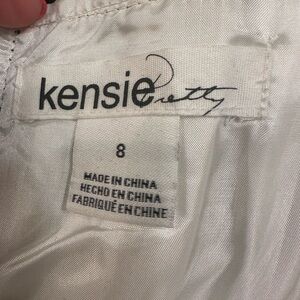 kensie Pretty
8
MADE IN CHINA
HECHO EN CHINA
FABRIQUÉ EN CHINE